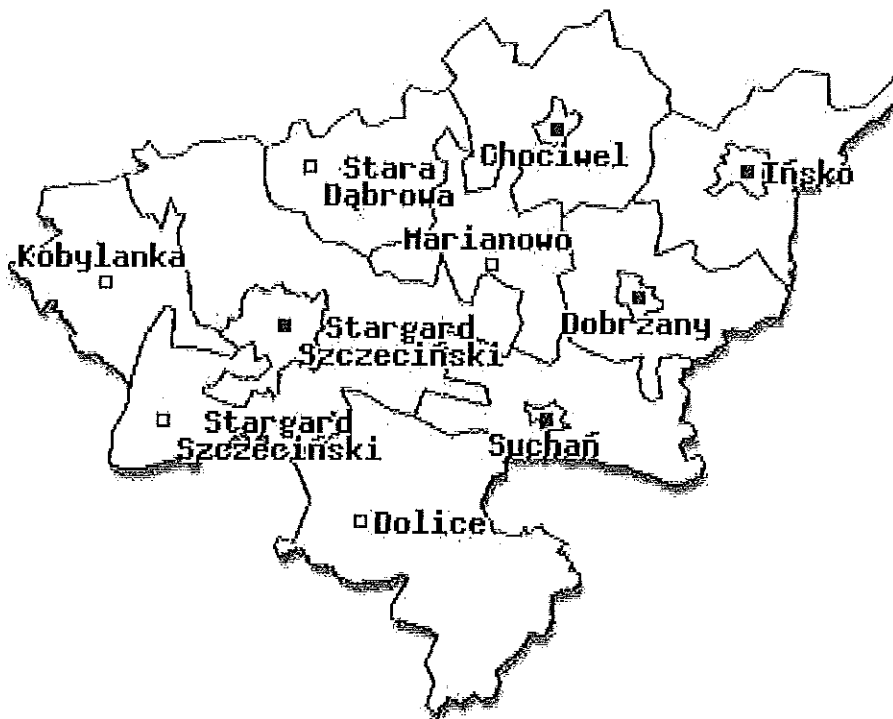 Chociwel
Stara
Dąbrowa
Ińsko
Marianowo
Kobylanka
Dobrzany
Stargard
Szczeciński
Stargard
Szczeciński
Suchań
Dolice